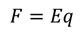 F = Eq